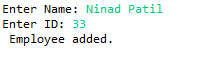 Enter Name: Ninad Patil
Enter ID: 33
 Employee added.